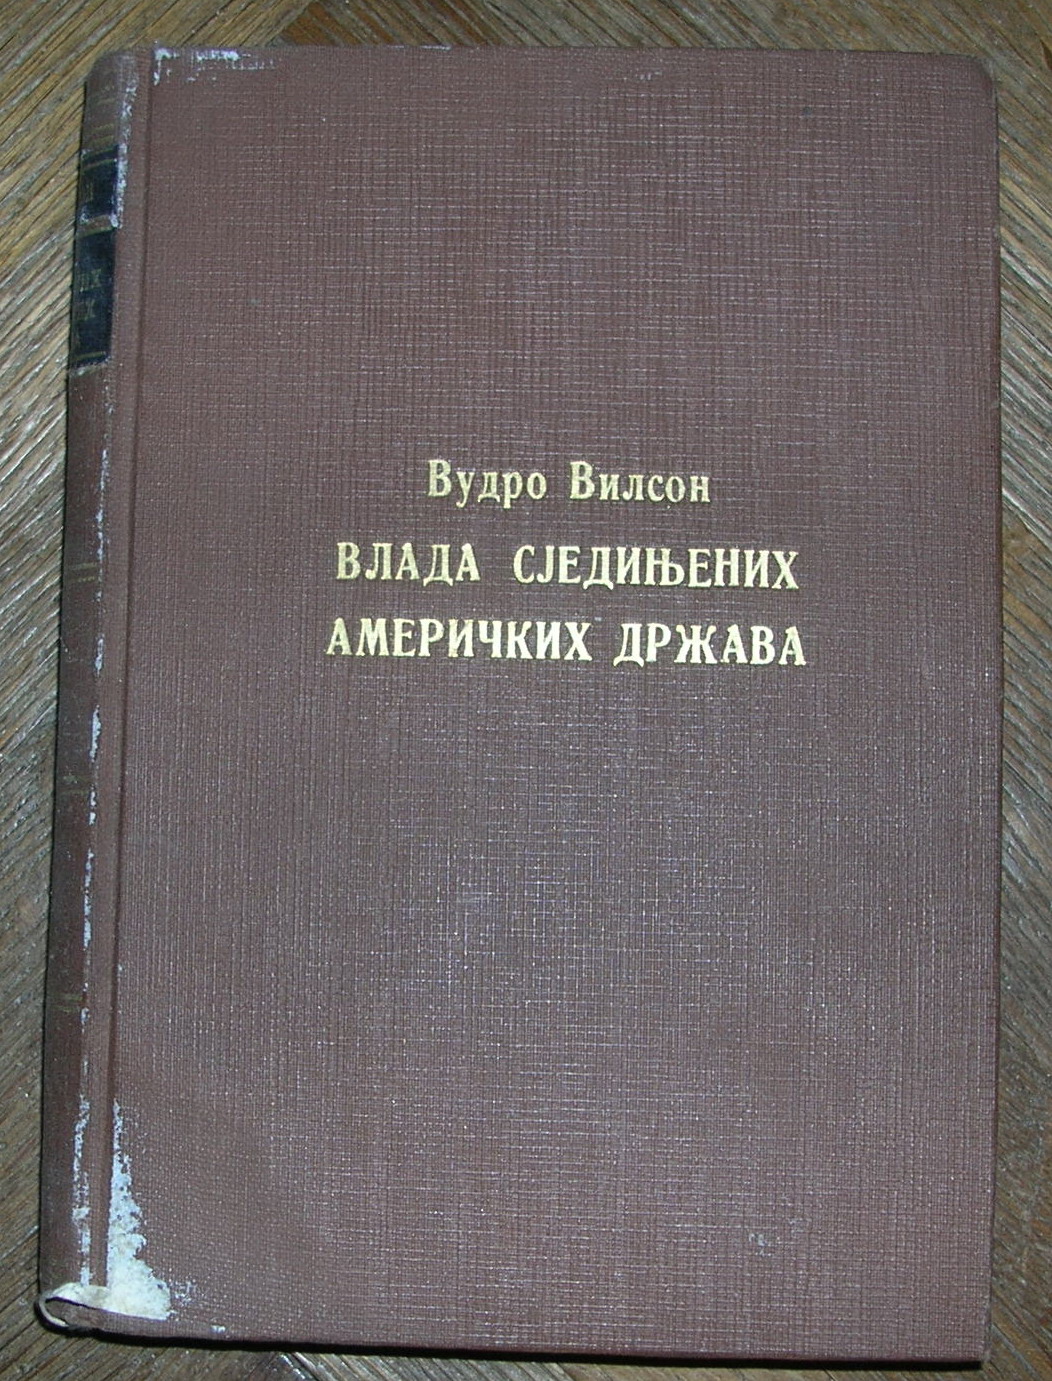 Вудро Вилсон
ВЛАДА СЈЕДИЊЕНИХ
АМЕРИЧКИХ ДРЖАВА